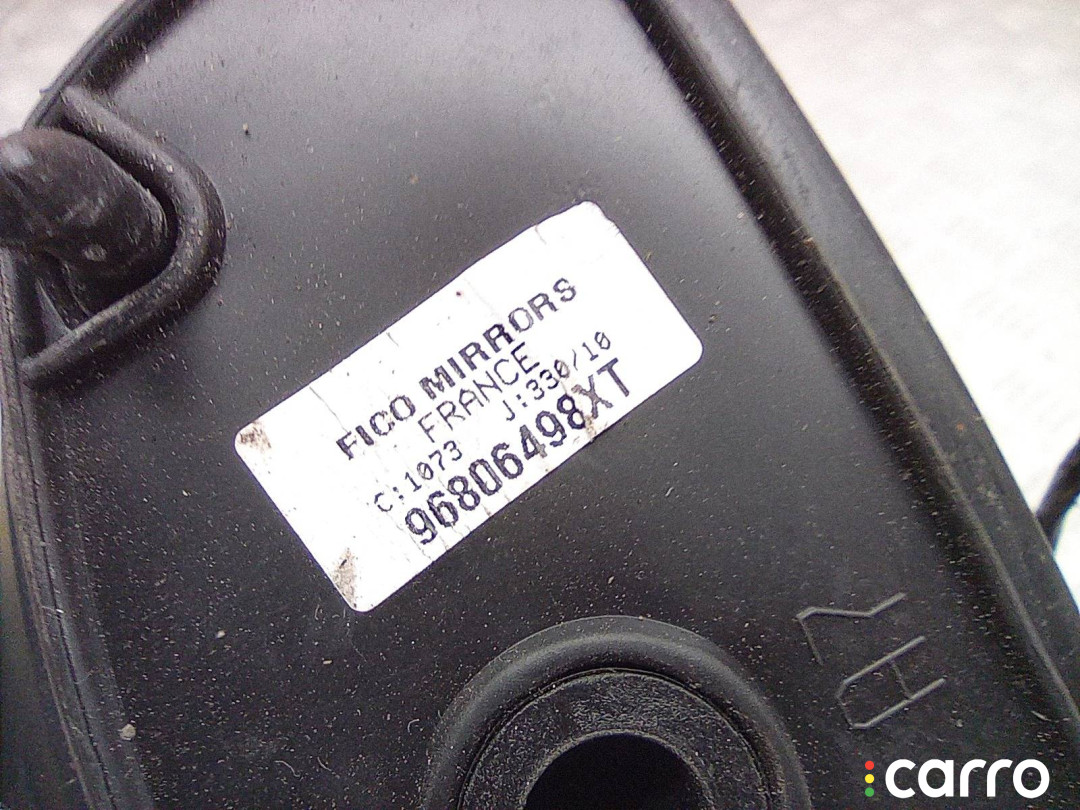 FICO MIRRORS
FRANCE
C:1073 J:330/10
96806498XT
carro